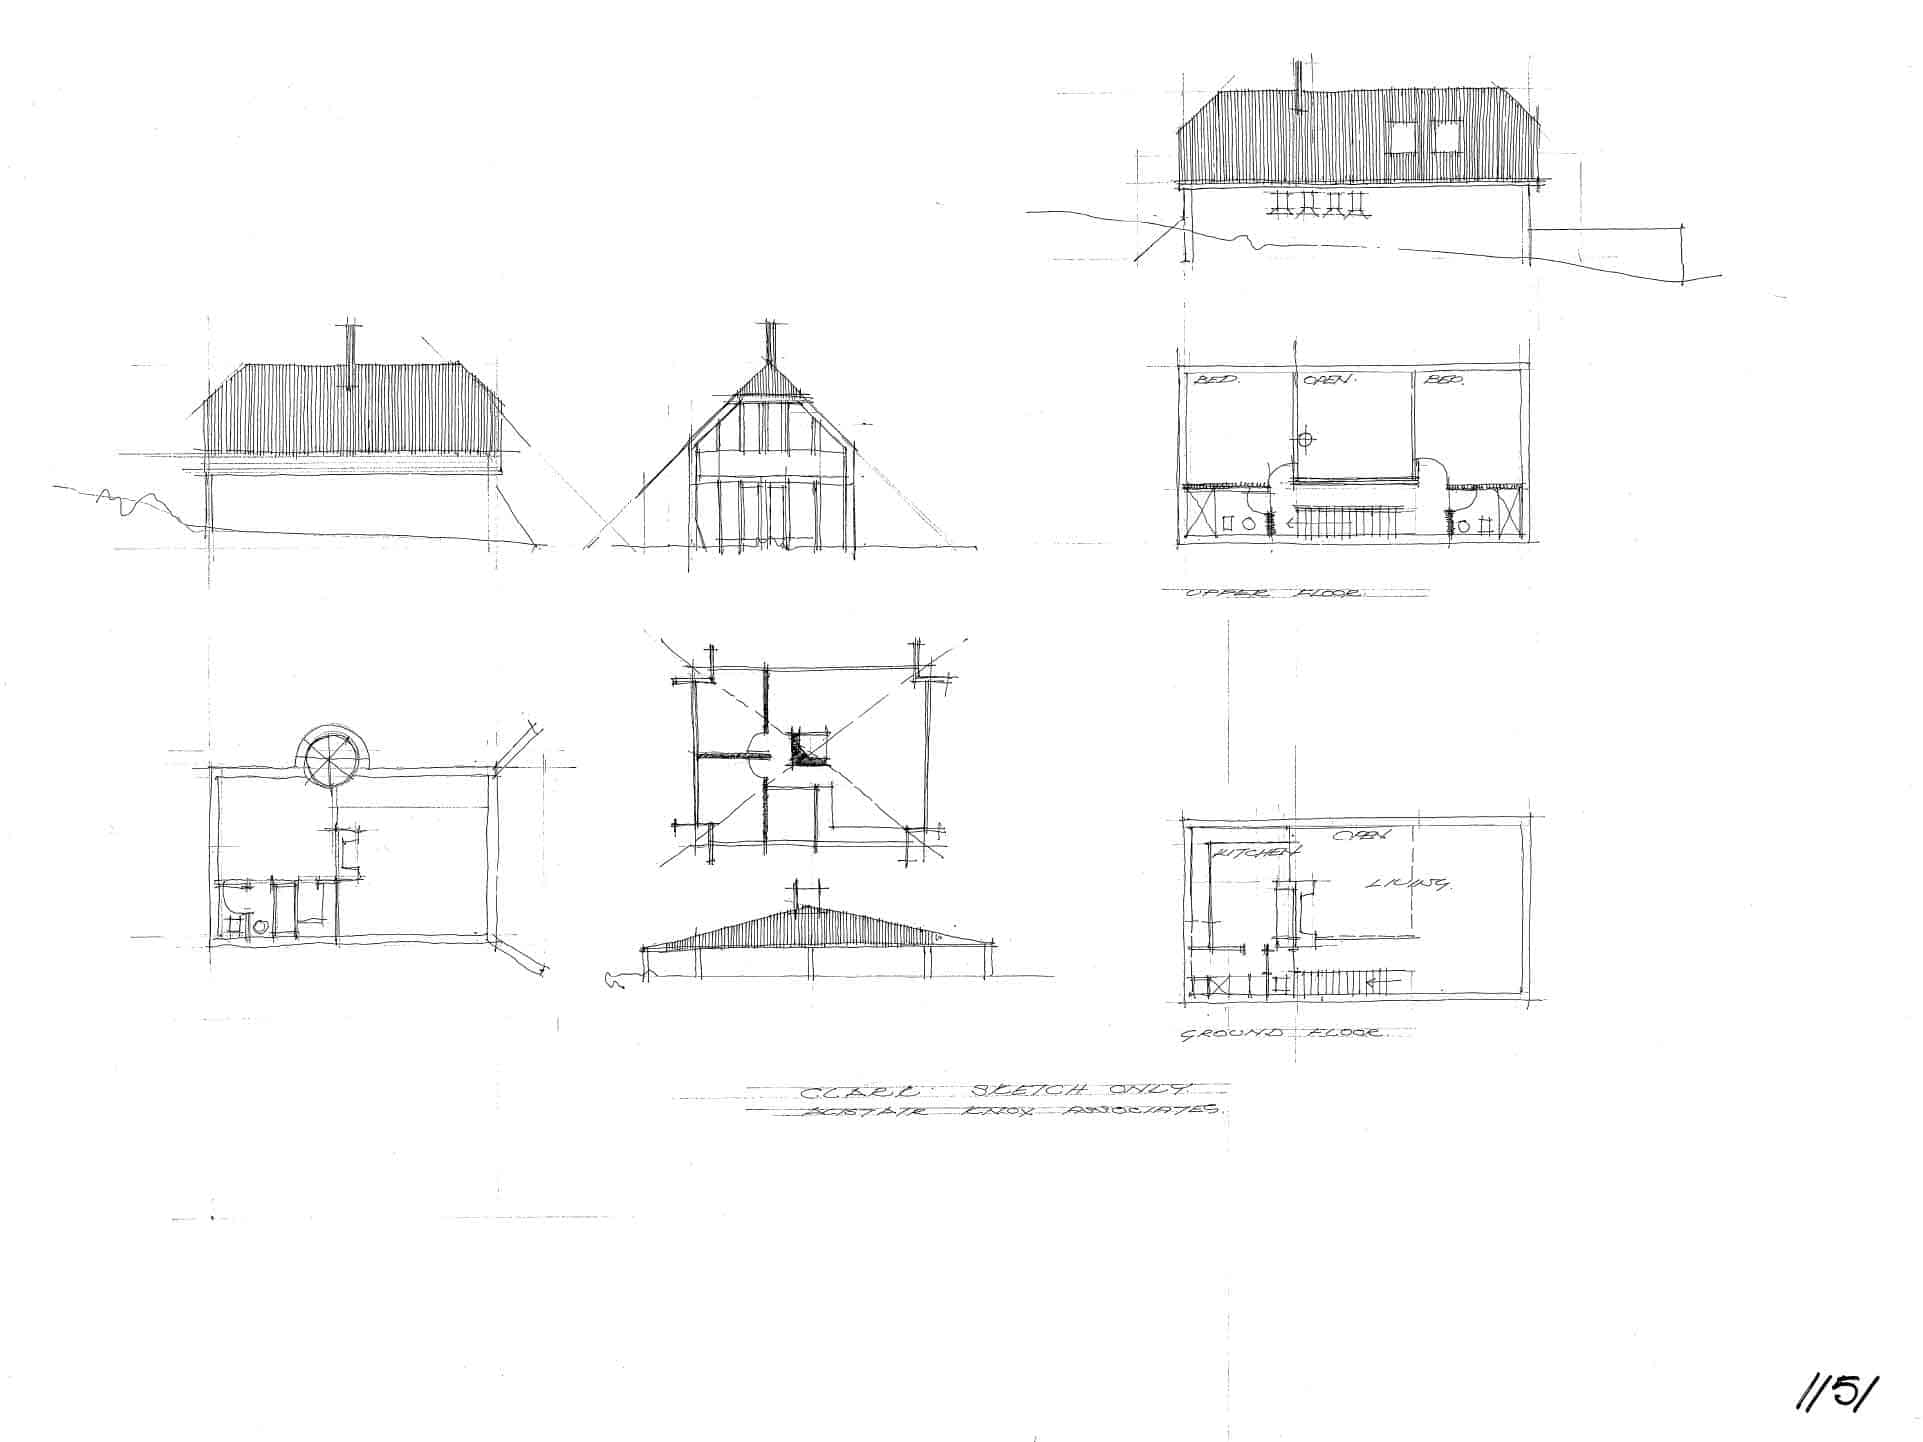 BED. OPEN. BED.
UPPER FLOOR.
OPEN
KITCHEN
LIVING.
GROUND FLOOR.
CLARK. SKETCH ONLY.
ALISTAIR KNOX ASSOCIATES.
1151